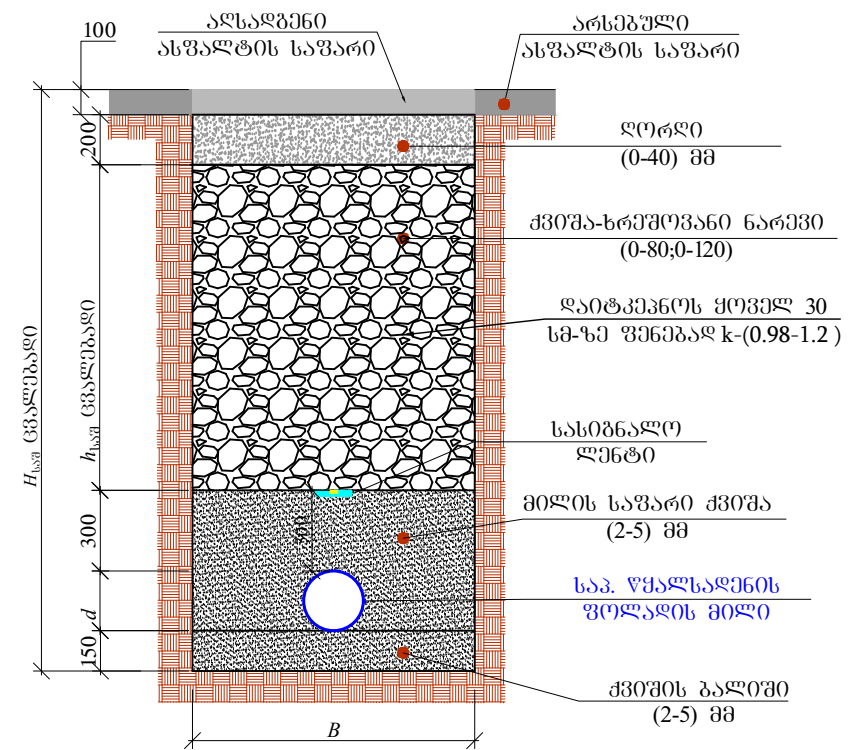 100
აღსადგენი
ასფალტის საფარი
არსებული
ასფალტის საფარი
200
ღორღი
(0-40) მმ
ქვიშა-ხრეშოვანი ნარევი
(0-80;0-120)
დაიტკეპნოს ყოველ 30
სმ-ზე ფენებად k-(0.98-1.2 )
Hსაშ ცვალებადი
hსაშ ცვალებადი
სასიგნალო
ლენტი
მილის საფარი ქვიშა
(2-5) მმ
300
300
საპ. წყალსადენის
ფოლადის მილი
d
150
ქვიშის ბალიში
(2-5) მმ
B